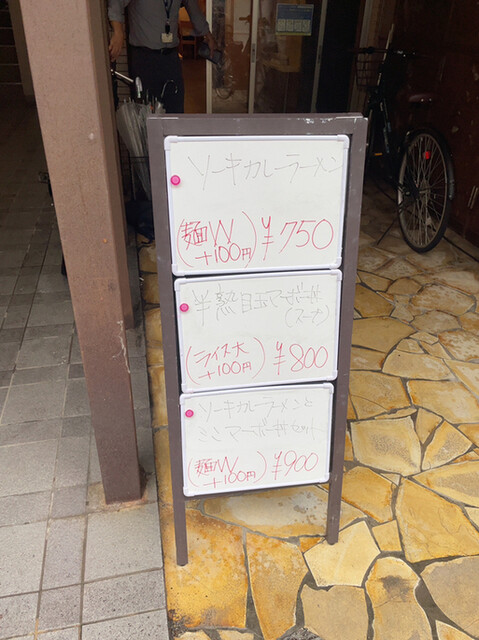 ソーキカレーラーメン
(麺W +100円) ¥750
半熟目玉マーボー丼
(スープ)
(ライス大 +100円) ¥800
ソーキカレーラーメンと
ミニマーボー丼セット
(麺W +100円) ¥900